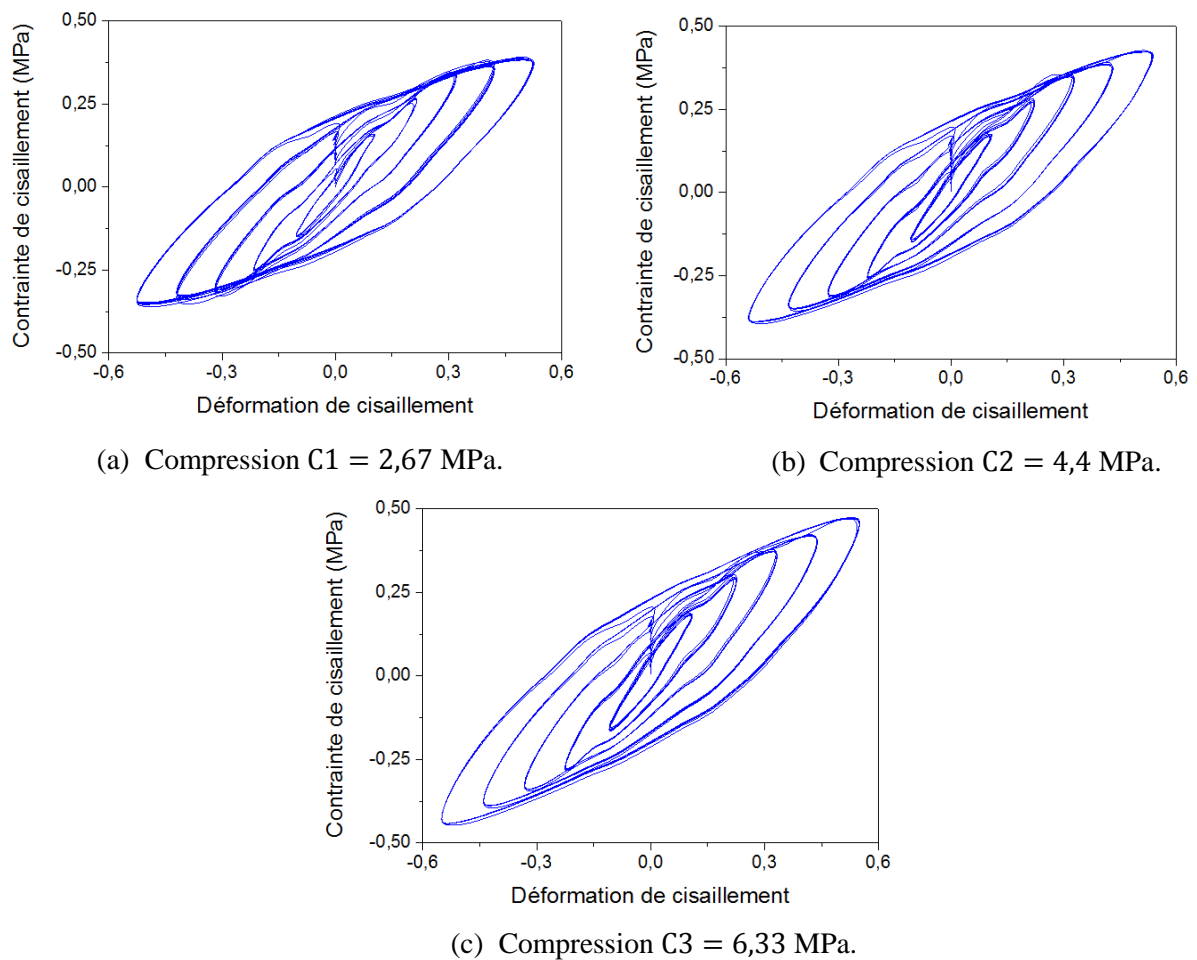 0,50
0,25
0,00
-0,25
-0,50
Contrainte de cisaillement (MPa)
-0,6 -0,3 0,0 0,3 0,6
Déformation de cisaillement
(a) Compression C1 = 2,67 MPa.
0,50
0,25
0,00
-0,25
-0,50
Contrainte de cisaillement (MPa)
-0,6 -0,3 0,0 0,3 0,6
Déformation de cisaillement
(b) Compression C2 = 4,4 MPa.
0,50
0,25
0,00
-0,25
-0,50
Contrainte de cisaillement (MPa)
-0,6 -0,3 0,0 0,3 0,6
Déformation de cisaillement
(c) Compression C3 = 6,33 MPa.